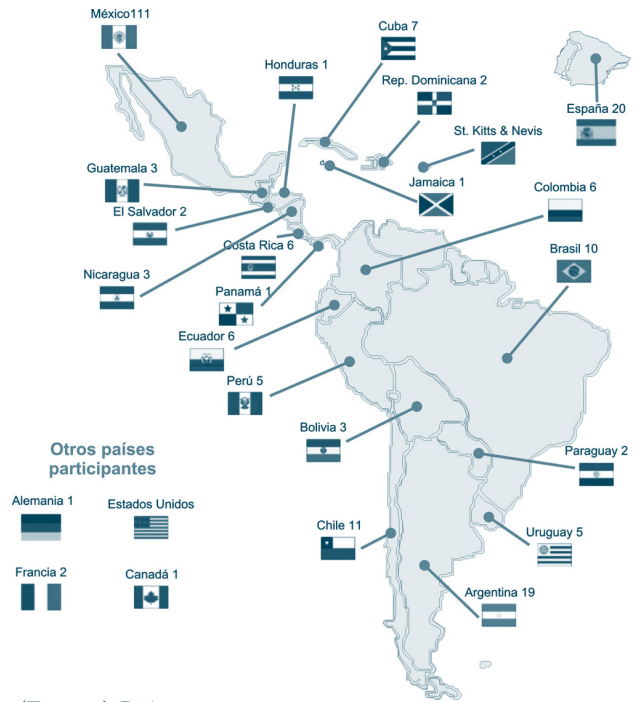 México111
Cuba 7
Honduras 1
Rep. Dominicana 2
España 20
St. Kitts & Nevis
Guatemala 3
Jamaica 1
Colombia 6
El Salvador 2
Costa Rica 6
Brasil 10
Nicaragua 3
Panamá 1
Ecuador 6
Perú 5
Bolivia 3
Otros países
participantes
Paraguay 2
Alemania 1
Estados Unidos
Chile 11
Uruguay 5
Francia 2
Canadá 1
Argentina 19